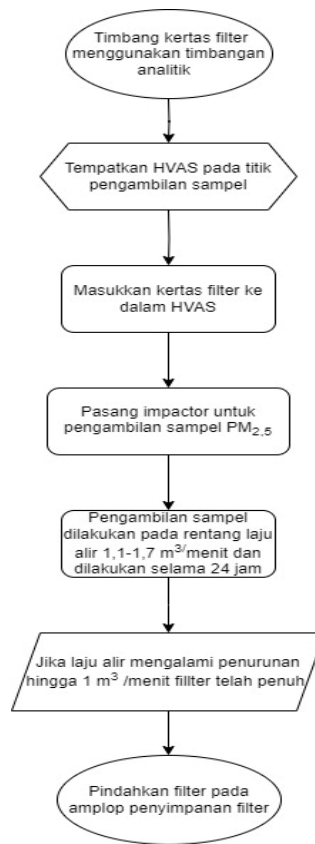 Timbang kertas filter
menggunakan timbangan
analitik
Tempatkan HVAS pada titik
pengambilan sampel
Masukkan kertas filter ke
dalam HVAS
Pasang impactor untuk
pengambilan sampel PM₂,₅
Pengambilan sampel
dilakukan pada rentang laju
alir 1,1-1,7 m³/menit dan
dilakukan selama 24 jam
Jika laju alir mengalami penurunan
hingga 1 m³ /menit fillter telah penuh
Pindahkan filter pada
amplop penyimpanan filter